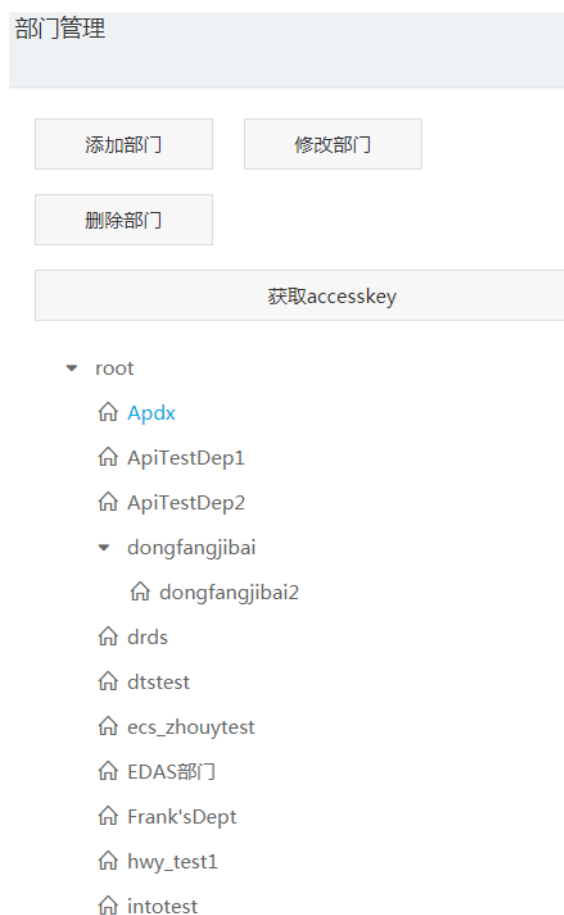 部门管理
添加部门 修改部门
删除部门
获取accesskey
root
Apdx
ApiTestDep1
ApiTestDep2
dongfangjibai
dongfangjibai2
drds
dtstest
ecs_zhouytest
EDAS部门
Frank'sDept
hwy_test1
intotest